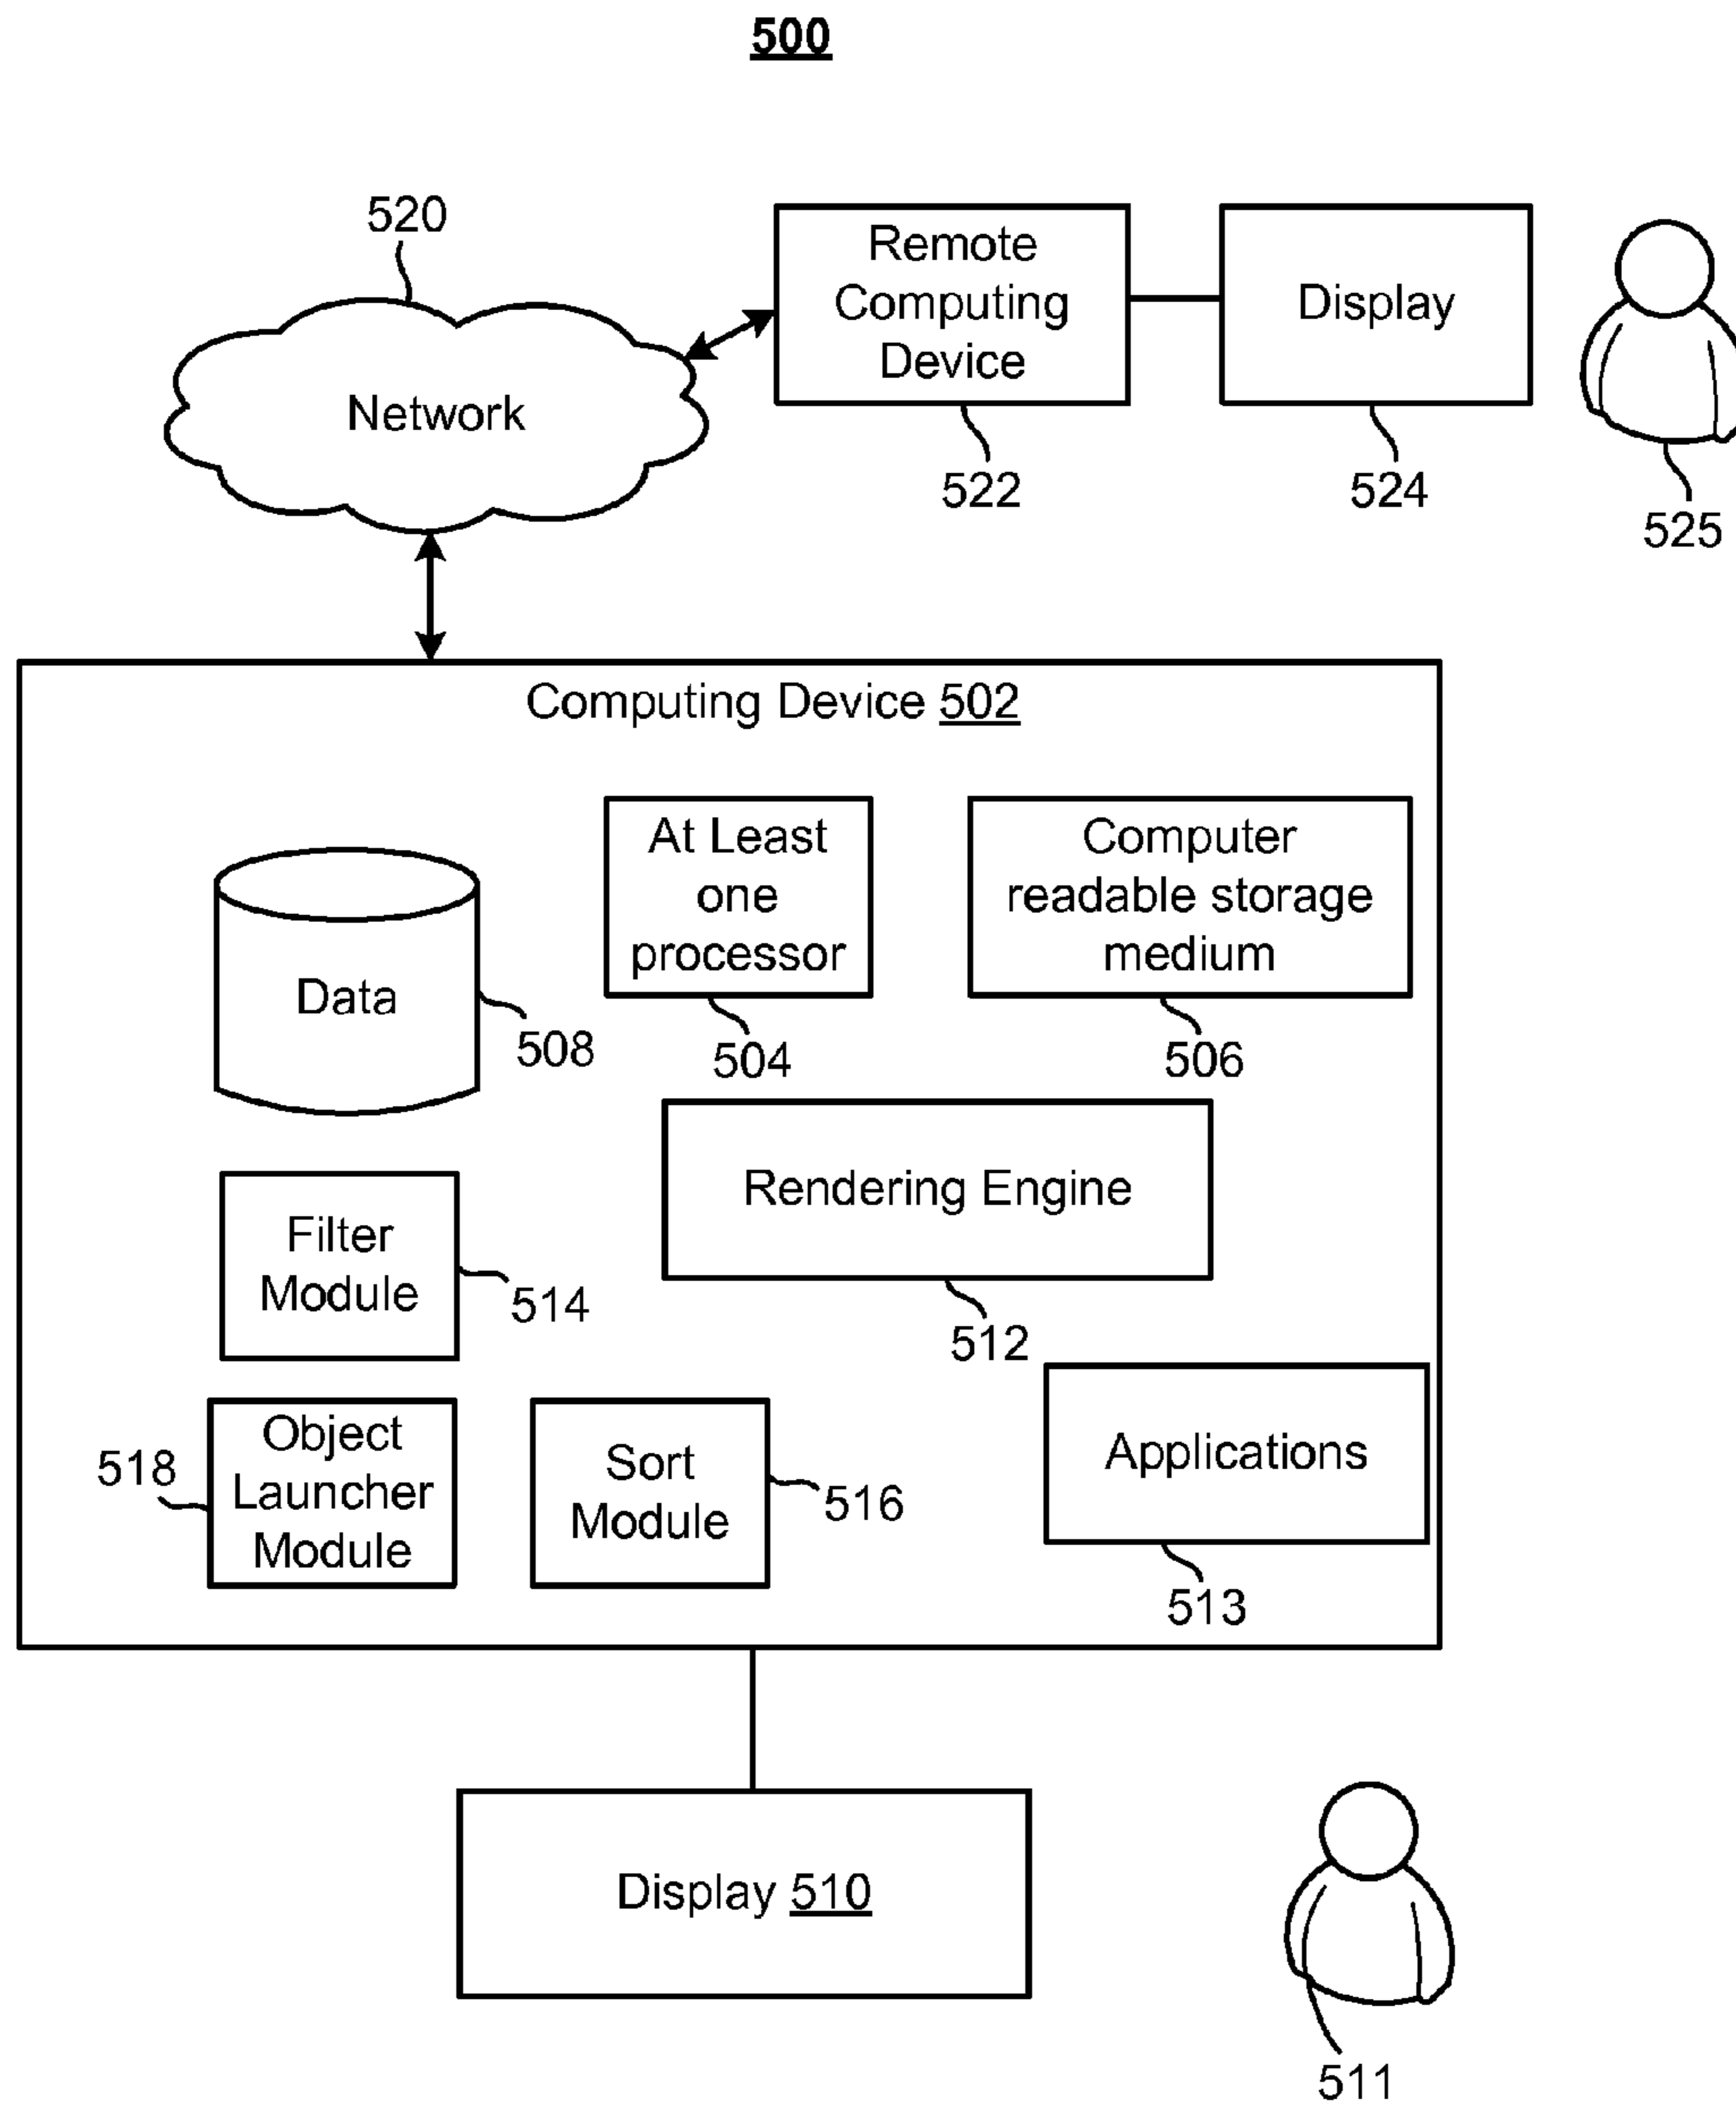 500
520
Remote
Computing
Device
Display
Network
522
524
525
Computing Device 502
At Least
one
processor
Computer
readable storage
medium
Data
508
504
506
Rendering Engine
Filter
Module
514
512
Object
Launcher
Module
518
Sort
Module
516
Applications
513
Display 510
511